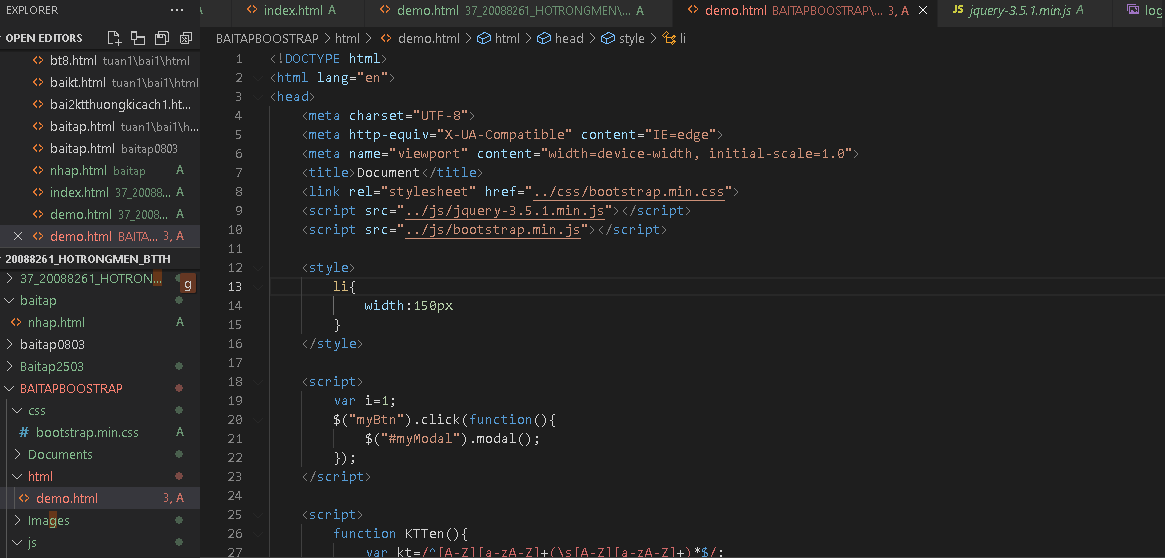 EXPLORER
···
index.html A
demo.html 37_20088261_HOTRONGMEN\... A
demo.html BAITAPBOOSTRAP\... 3, A
JS jquery-3.5.1.min.js A
log
OPEN EDITORS
bt8.html tuan1\bai1\html
baikt.html tuan1\bai1\html
bai2ktthuongkicach1.ht...
baitap.html tuan1\bai1\h...
baitap.html baitap0803
nhap.html baitap A
index.html 37_20088... A
demo.html 37_2008... A
demo.html BAITA... 3, A
20088261_HOTRONGMEN_BTTH
37_20088261_HOTRON...
g
baitap
nhap.html A
baitap0803
Baitap2503
BAITAPBOOSTRAP
css
# bootstrap.min.css A
Documents
html
demo.html 3, A
Images
js
BAITAPBOOSTRAP > html > demo.html > html > head > style > li
1 <!DOCTYPE html>
2 <html lang="en">
3 <head>
4 <meta charset="UTF-8">
5 <meta http-equiv="X-UA-Compatible" content="IE=edge">
6 <meta name="viewport" content="width=device-width, initial-scale=1.0">
7 <title>Document</title>
8 <link rel="stylesheet" href="../css/bootstrap.min.css">
9 <script src="../js/jquery-3.5.1.min.js"></script>
10 <script src="../js/bootstrap.min.js"></script>
11
12 <style>
13 li{
14 width:150px
15 }
16 </style>
17
18 <script>
19 var i=1;
20 $("myBtn").click(function(){
21 $("#myModal").modal();
22 });
23 </script>
24
25 <script>
26 function KTTen(){
27 var kt=/^[A-Z][a-zA-Z]+(\s[A-Z][a-zA-Z]+)*$/;